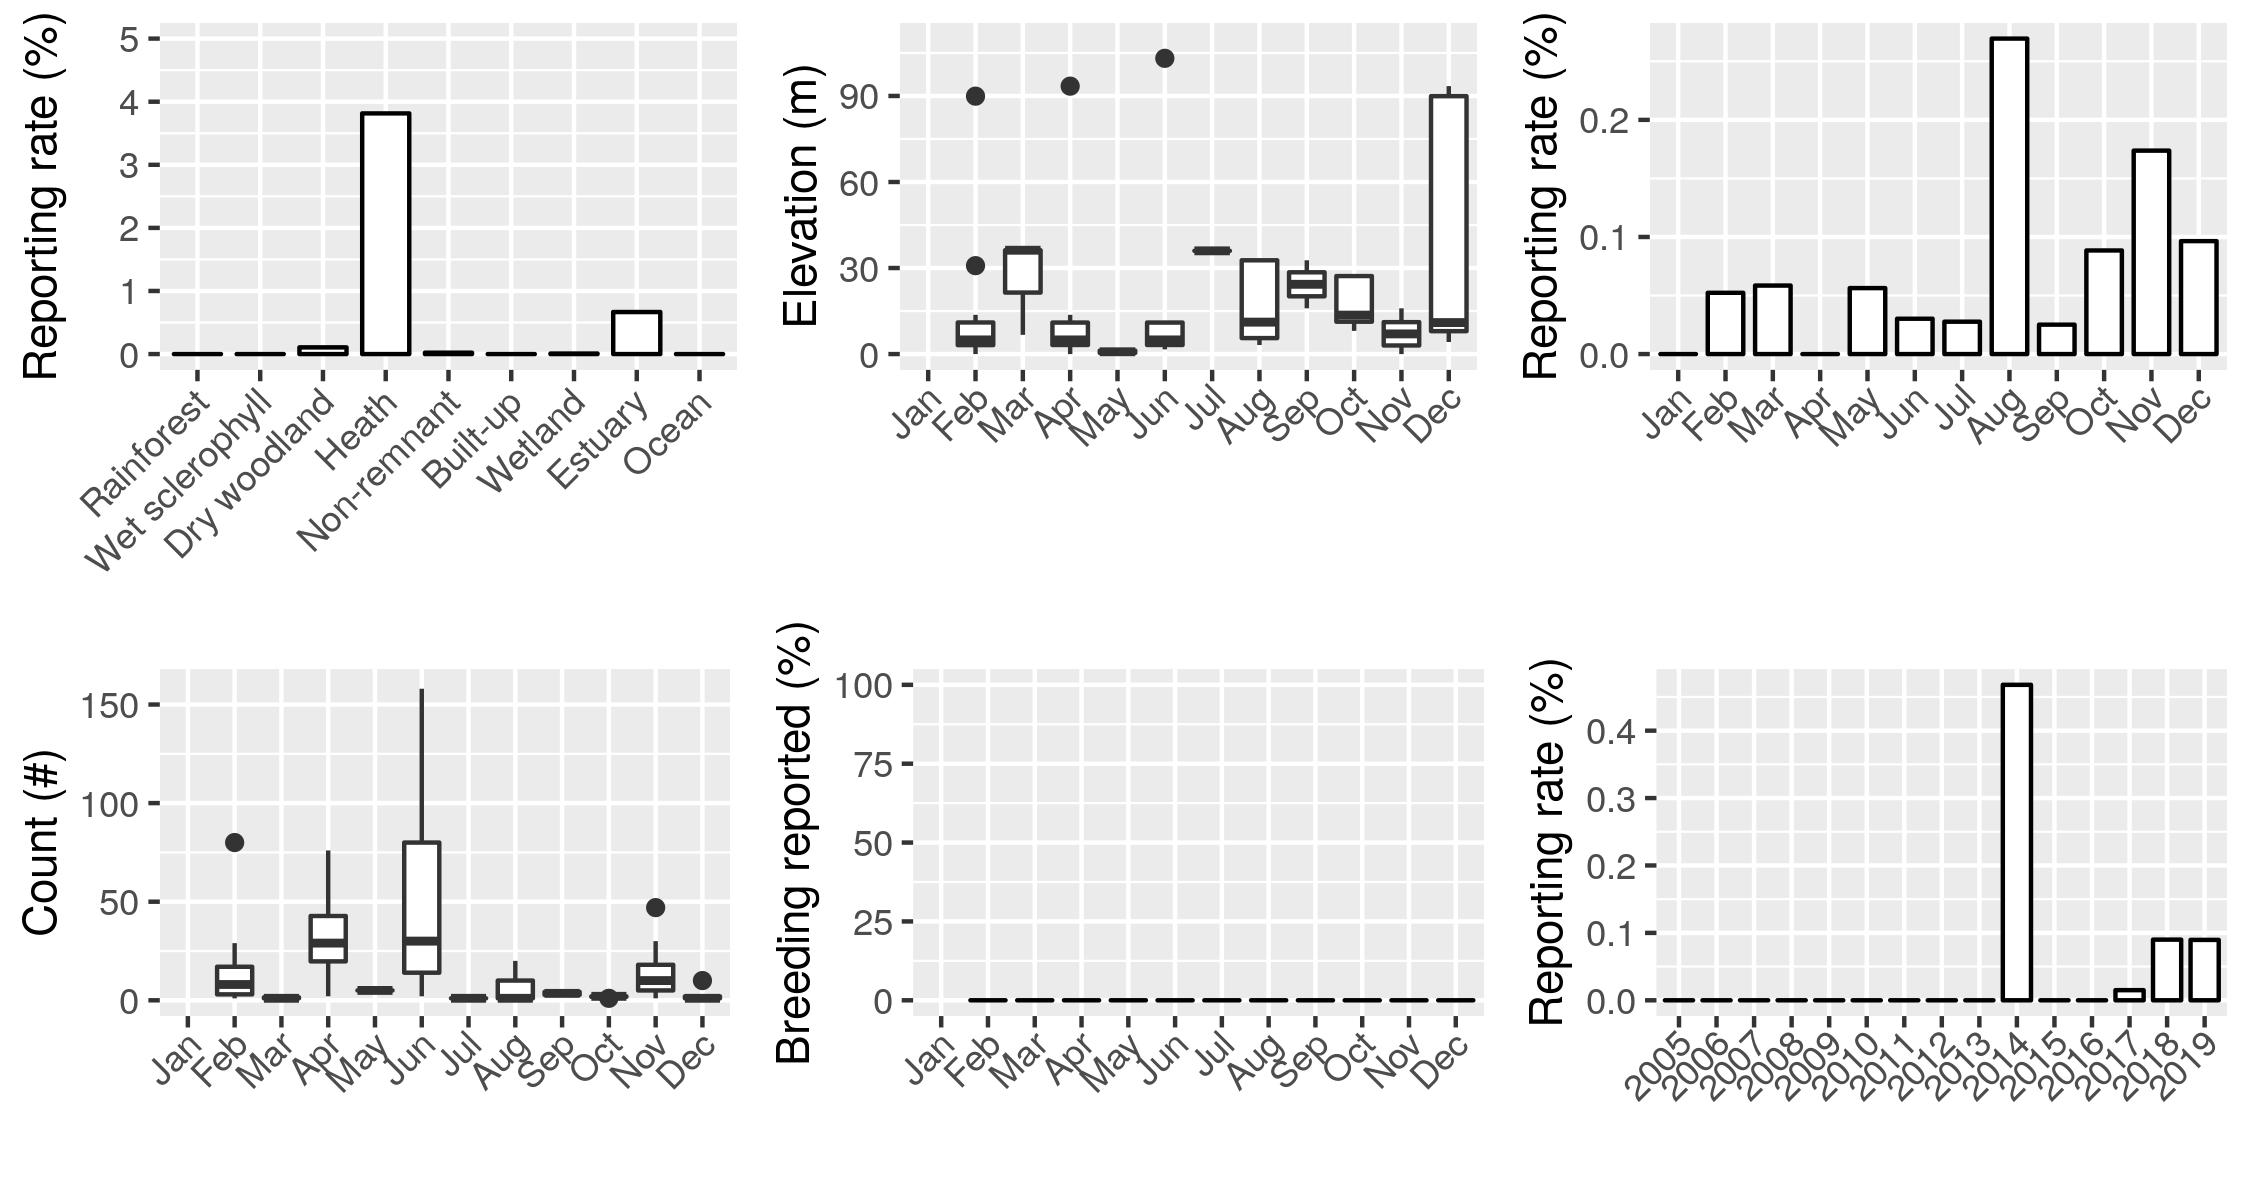 Reporting rate (%)
5
4
3
2
1
0
Rainforest
Wet sclerophyll
Dry woodland
Heath
Non-remnant
Built-up
Wetland
Estuary
Ocean
Elevation (m)
90
60
30
0
Jan
Feb
Mar
Apr
May
Jun
Jul
Aug
Sep
Oct
Nov
Dec
Reporting rate (%)
0.2
0.1
0.0
Jan
Feb
Mar
Apr
May
Jun
Jul
Aug
Sep
Oct
Nov
Dec
Count (#)
150
100
50
0
Jan
Feb
Mar
Apr
May
Jun
Jul
Aug
Sep
Oct
Nov
Dec
Breeding reported (%)
100
75
50
25
0
Jan
Feb
Mar
Apr
May
Jun
Jul
Aug
Sep
Oct
Nov
Dec
Reporting rate (%)
0.4
0.3
0.2
0.1
0.0
2005
2006
2007
2008
2009
2010
2011
2012
2013
2014
2015
2016
2017
2018
2019